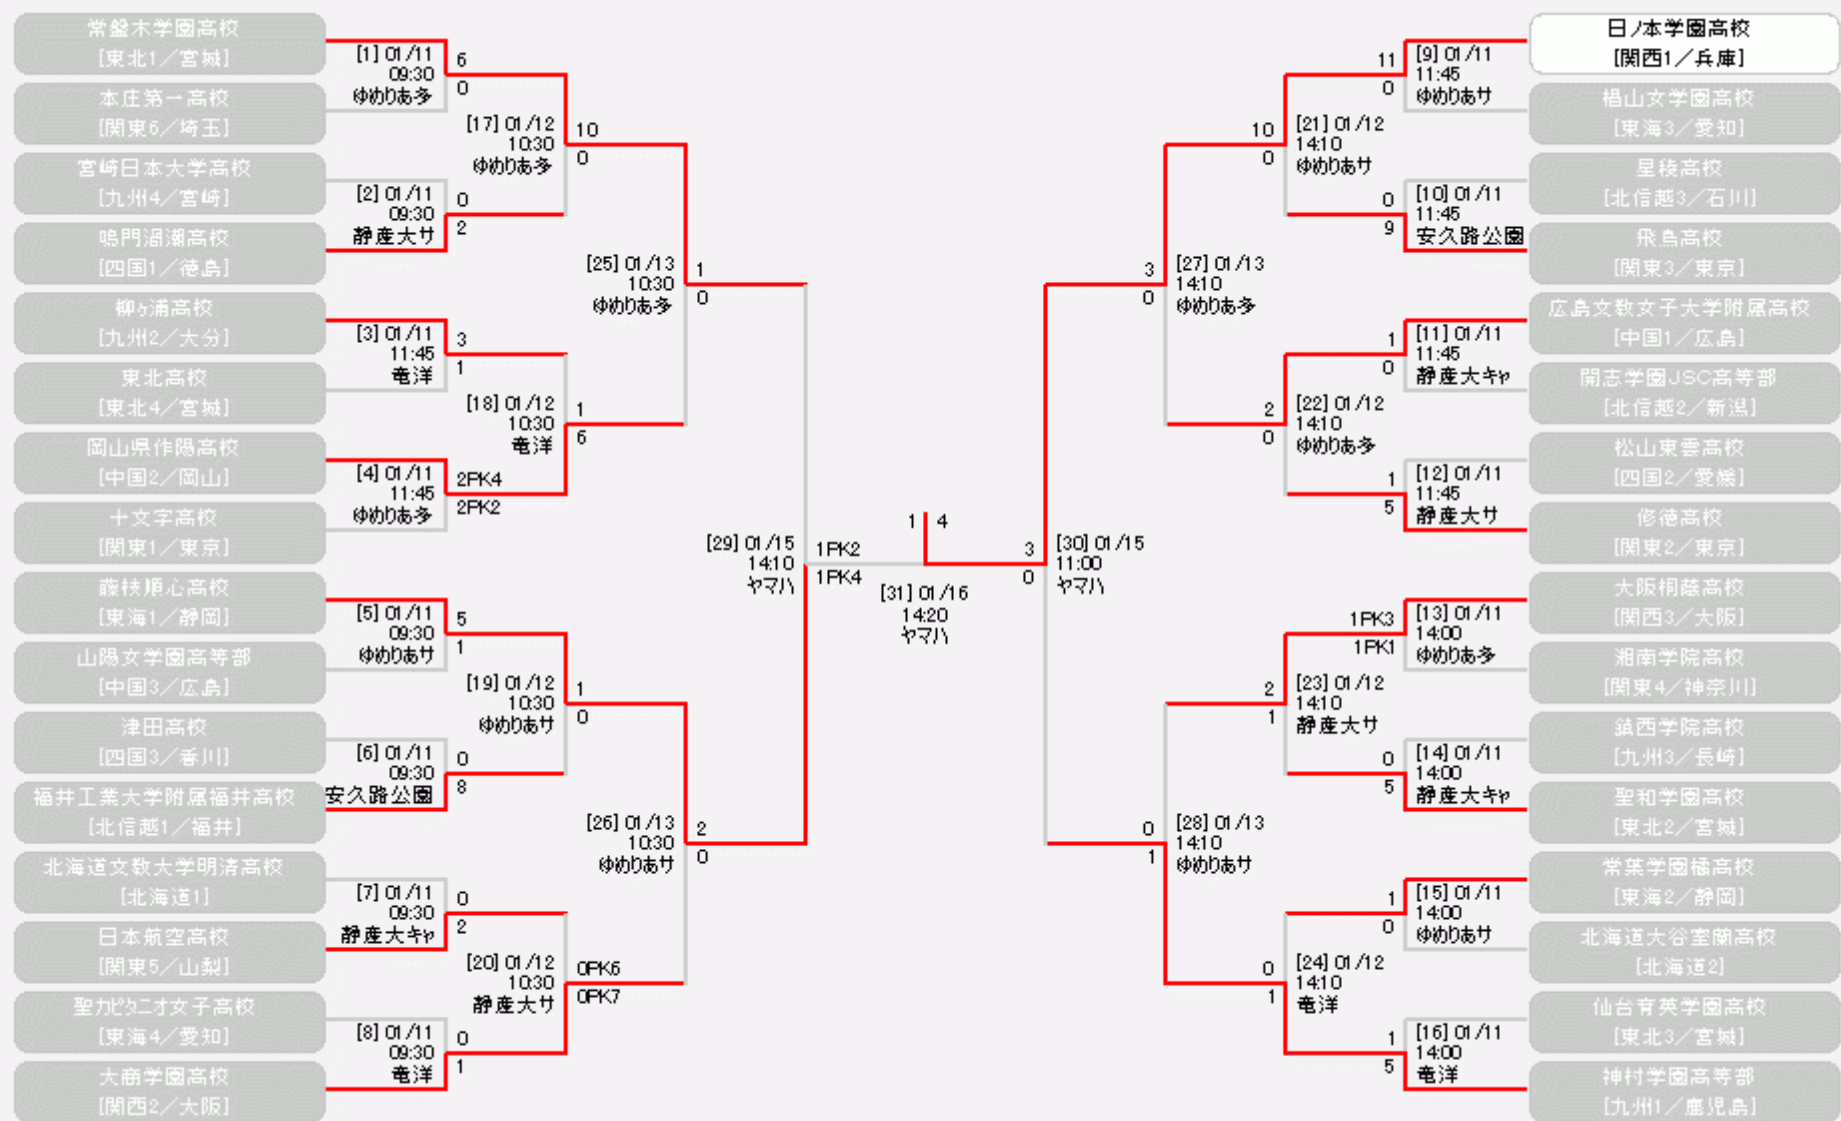 常盤木学園高校
[東北1／宮城]
本庄第一高校
[関東6／埼玉]
宮崎日本大学高校
[九州4／宮崎]
鳴門渦潮高校
[四国1／徳島]
柳ヶ浦高校
[九州2／大分]
東北高校
[東北4／宮城]
岡山県作陽高校
[中国2／岡山]
十文字高校
[関東1／東京]
藤枝順心高校
[東海1／静岡]
山陽女学園高等部
[中国3／広島]
津田高校
[四国3／香川]
福井工業大学附属福井高校
[北信越1／福井]
北海道文教大学明清高校
[北海道1]
日本航空高校
[関東5／山梨]
聖カピタニオ女子高校
[東海4／愛知]
大商学園高校
[関西2／大阪]
[1] 01/11
09:30
ゆめりあ多
6
0
[2] 01/11
09:30
静産大サ
0
2
[3] 01/11
11:45
竜洋
3
1
[4] 01/11
11:45
ゆめりあ多
2PK4
2PK2
[5] 01/11
09:30
ゆめりあサ
5
1
[6] 01/11
09:30
安久路公園
0
8
[7] 01/11
09:30
静産大キャ
0
2
[8] 01/11
09:30
竜洋
0
1
[17] 01/12
10:30
ゆめりあ多
10
0
[18] 01/12
10:30
竜洋
1
6
[19] 01/12
10:30
ゆめりあサ
1
0
[20] 01/12
10:30
静産大サ
0PK6
0PK7
[25] 01/13
10:30
ゆめりあ多
1
0
[26] 01/13
10:30
ゆめりあサ
2
0
[29] 01/15
14:10
ヤマハ
1PK2
1PK4
1 4
[31] 01/16
14:20
ヤマハ
3
0
[30] 01/15
11:00
ヤマハ
3
0
[27] 01/13
14:10
ゆめりあ多
0
1
[28] 01/13
14:10
ゆめりあサ
10
0
[21] 01/12
14:10
ゆめりあサ
2
0
[22] 01/12
14:10
ゆめりあ多
2
1
[23] 01/12
14:10
静産大サ
0
1
[24] 01/12
14:10
竜洋
11
0
[9] 01/11
11:45
ゆめりあサ
0
9
[10] 01/11
11:45
安久路公園
1
0
[11] 01/11
11:45
静産大キャ
1
5
[12] 01/11
11:45
静産大サ
1PK3
1PK1
[13] 01/11
14:00
ゆめりあ多
0
5
[14] 01/11
14:00
静産大キャ
1
0
[15] 01/11
14:00
ゆめりあサ
1
5
[16] 01/11
14:00
竜洋
日ノ本学園高校
[関西1／兵庫]
椙山女学園高校
[東海3／愛知]
星稜高校
[北信越3／石川]
飛鳥高校
[関東3／東京]
広島文教女子大学附属高校
[中国1／広島]
開志学園JSC高等部
[北信越2／新潟]
松山東雲高校
[四国2／愛媛]
修徳高校
[関東2／東京]
大阪桐蔭高校
[関西3／大阪]
湘南学院高校
[関東4／神奈川]
鎮西学院高校
[九州3／長崎]
聖和学園高校
[東北2／宮城]
常葉学園橘高校
[東海2／静岡]
北海道大谷室蘭高校
[北海道2]
仙台育英学園高校
[東北3／宮城]
神村学園高等部
[九州1／鹿児島]